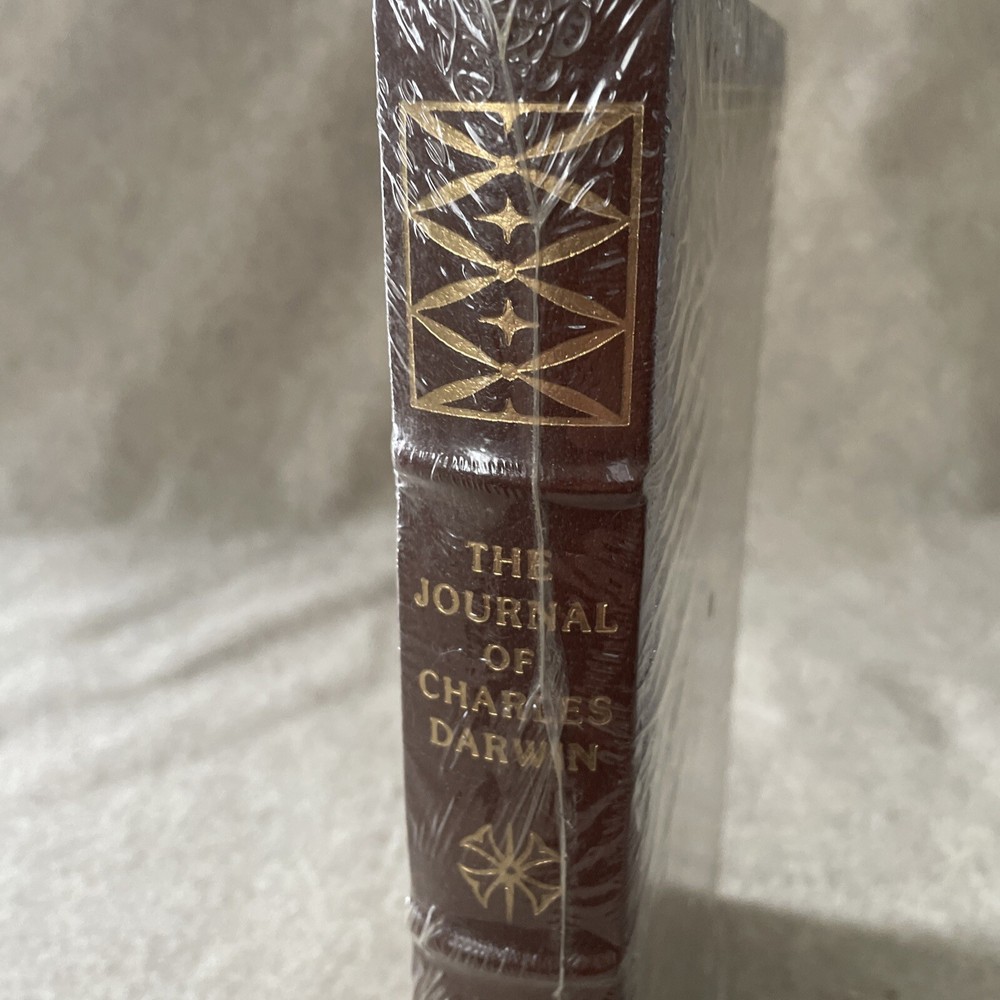 THE
JOURNAL
OF
CHARLES
DARWIN